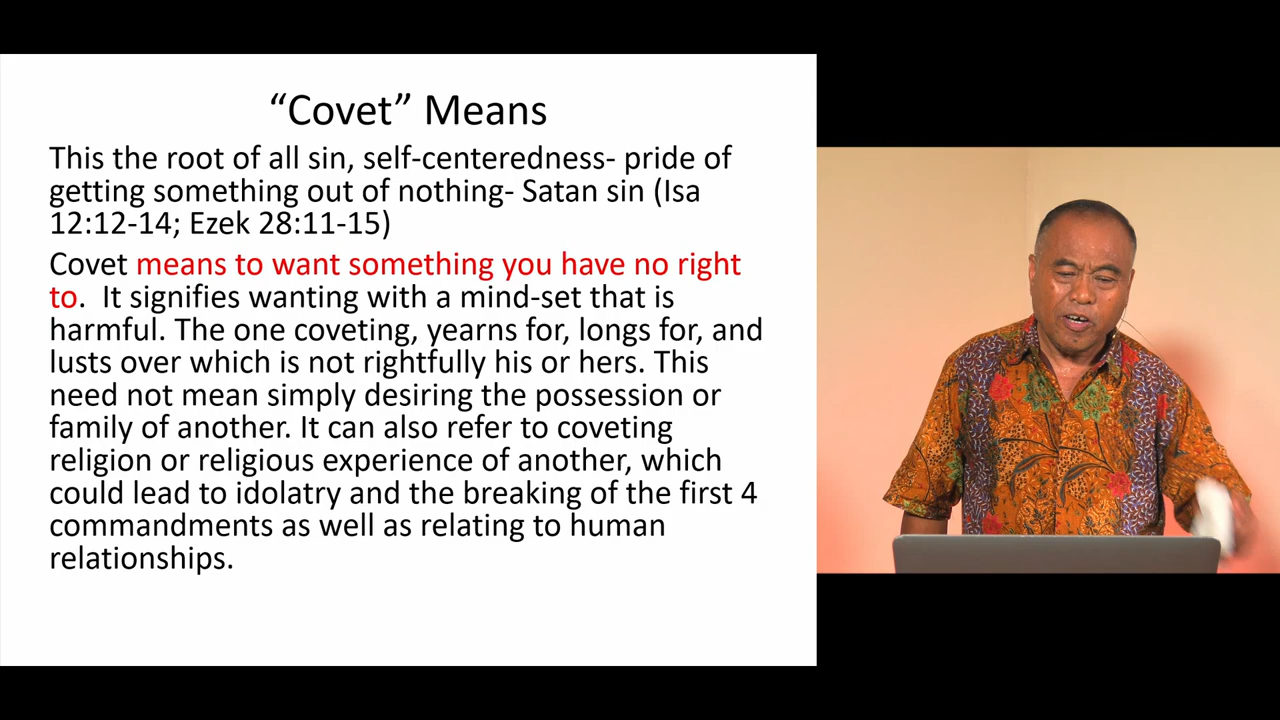 “Covet” Means
This the root of all sin, self-centeredness- pride of
getting something out of nothing- Satan sin (Isa
12:12-14; Ezek 28:11-15)
Covet means to want something you have no right
to.  It signifies wanting with a mind-set that is
harmful. The one coveting, yearns for, longs for, and
lusts over which is not rightfully his or hers. This
need not mean simply desiring the possession or
family of another. It can also refer to coveting
religion or religious experience of another, which
could lead to idolatry and the breaking of the first 4
commandments as well as relating to human
relationships.